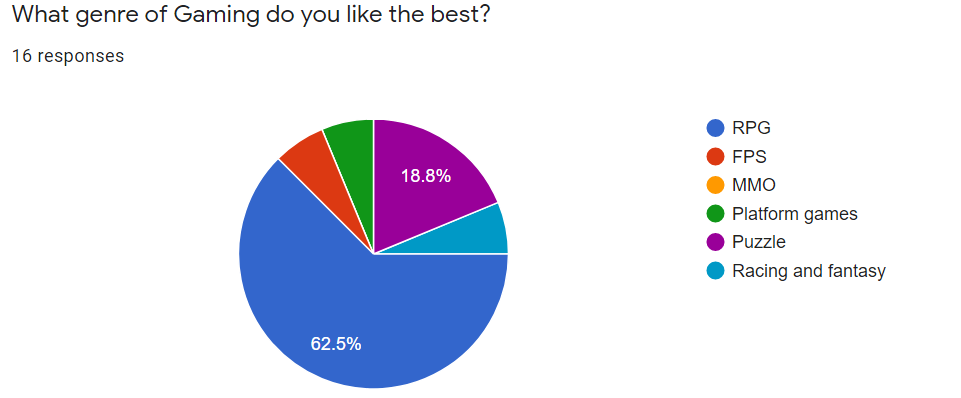 What genre of Gaming do you like the best?
16 responses
18.8%
62.5%
RPG
FPS
MMO
Platform games
Puzzle
Racing and fantasy